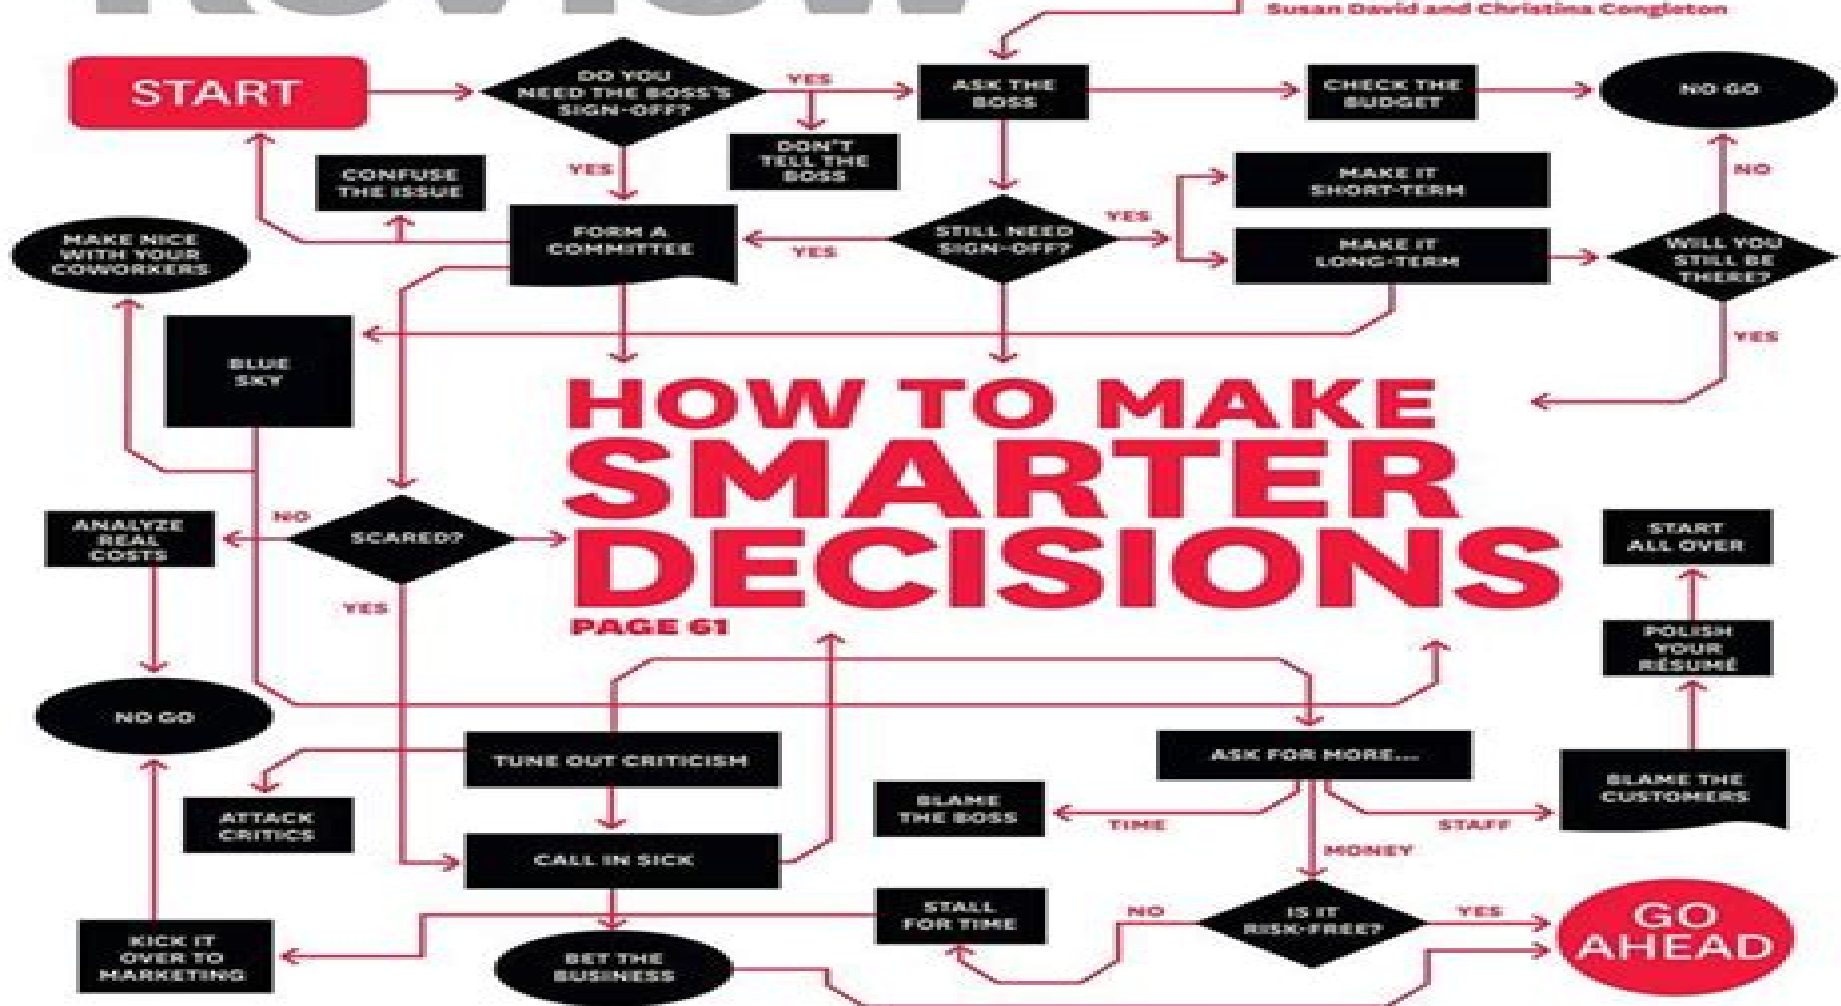 Review
Susan David and Christina Congleton
START
DO YOU
NEED THE BOSS'S
SIGN-OFF?
YES
ASK THE
BOSS
CHECK THE
BUDGET
NO GO
DON'T
TELL THE
BOSS
YES
CONFUSE
THE ISSUE
MAKE IT
SHORT-TERM
NO
FORM A
COMMITTEE
YES
STILL NEED
SIGN-OFF?
YES
MAKE IT
LONG-TERM
WILL YOU
STILL BE
THERE?
MAKE NICE
WITH YOUR
COWORKERS
YES
BLUE
SKY
HOW TO MAKE
SMARTER
DECISIONS
PAGE 61
ANALYZE
REAL
COSTS
NO
SCARED?
YES
START
ALL OVER
POLISH
YOUR
RÉSUMÉ
NO GO
TUNE OUT CRITICISM
ASK FOR MORE...
BLAME THE
CUSTOMERS
ATTACK
CRITICS
BLAME
THE BOSS
TIME
STAFF
MONEY
CALL IN SICK
STALL
FOR TIME
NO
IS IT
RISK-FREE?
YES
GO
AHEAD
KICK IT
OVER TO
MARKETING
BET THE
BUSINESS